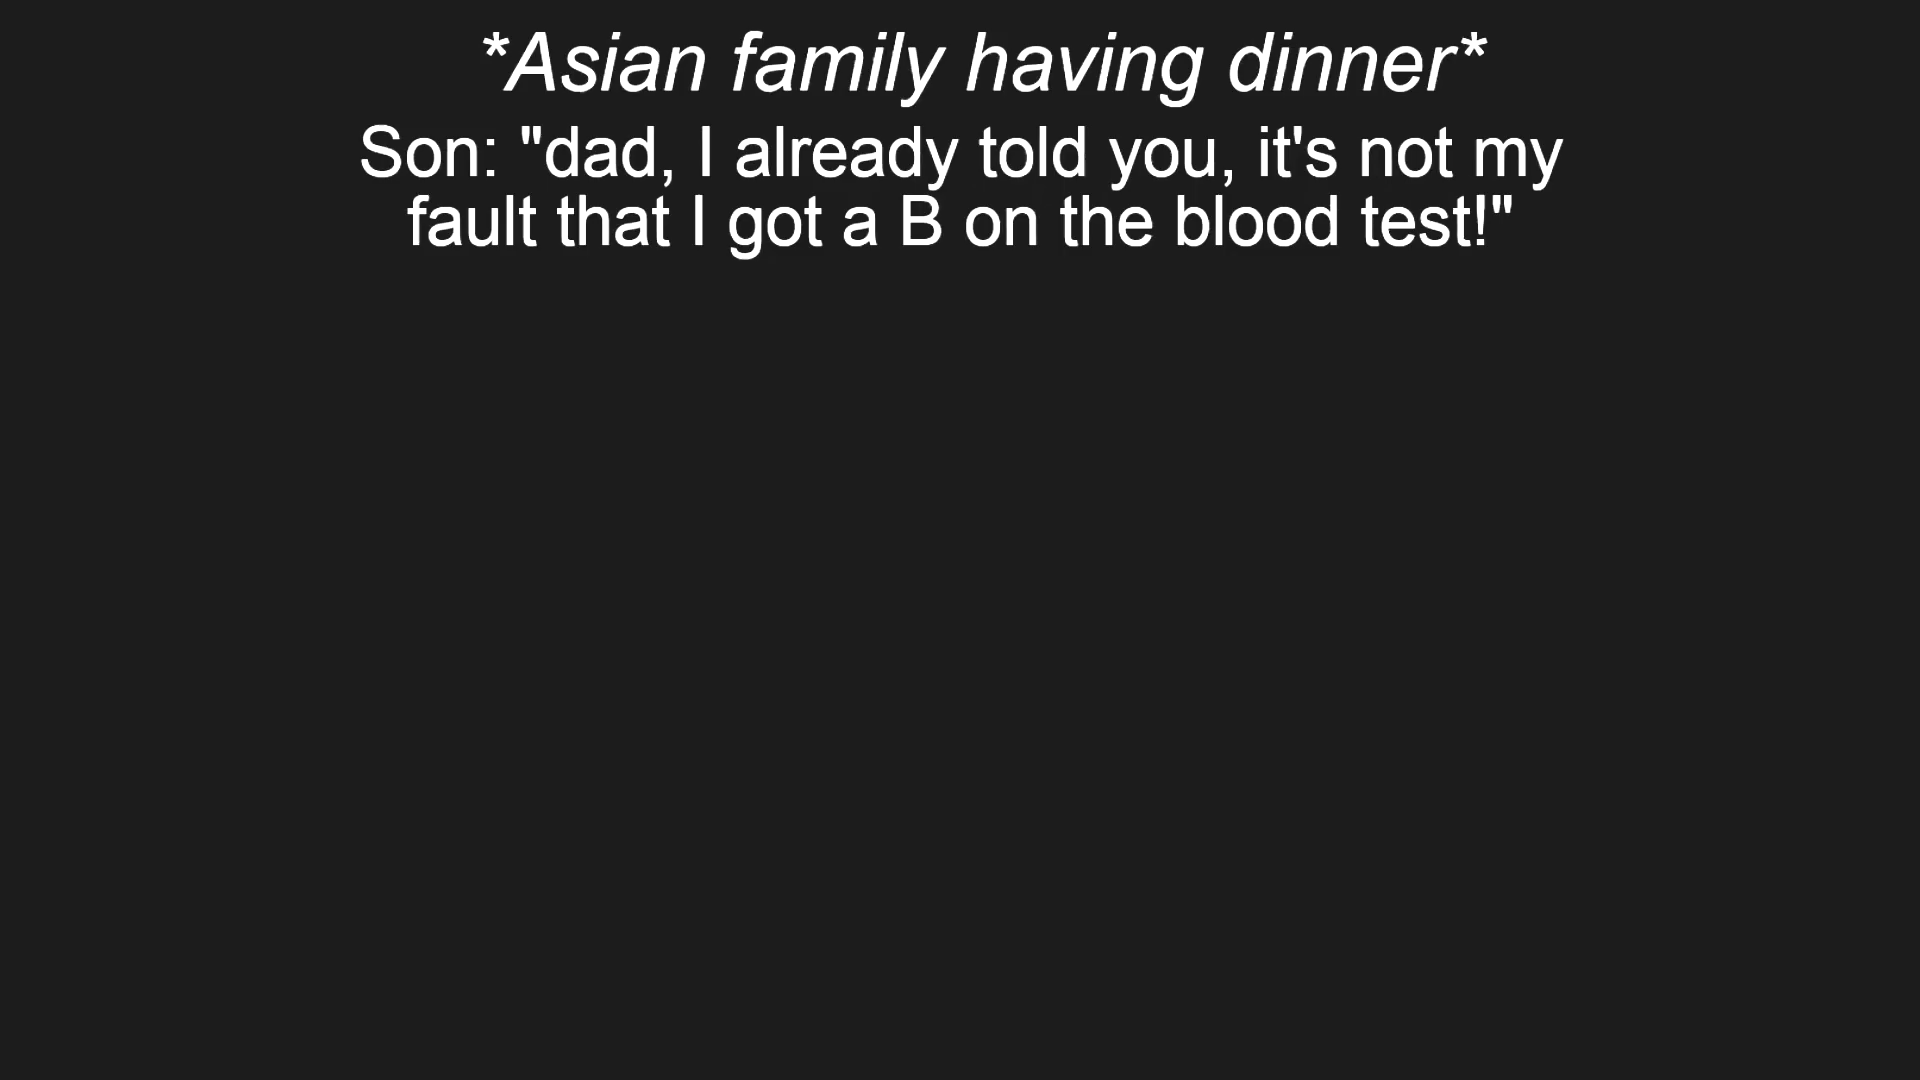 *Asian family having dinner*
Son: "dad, I already told you, it's not my
fault that I got a B on the blood test!"